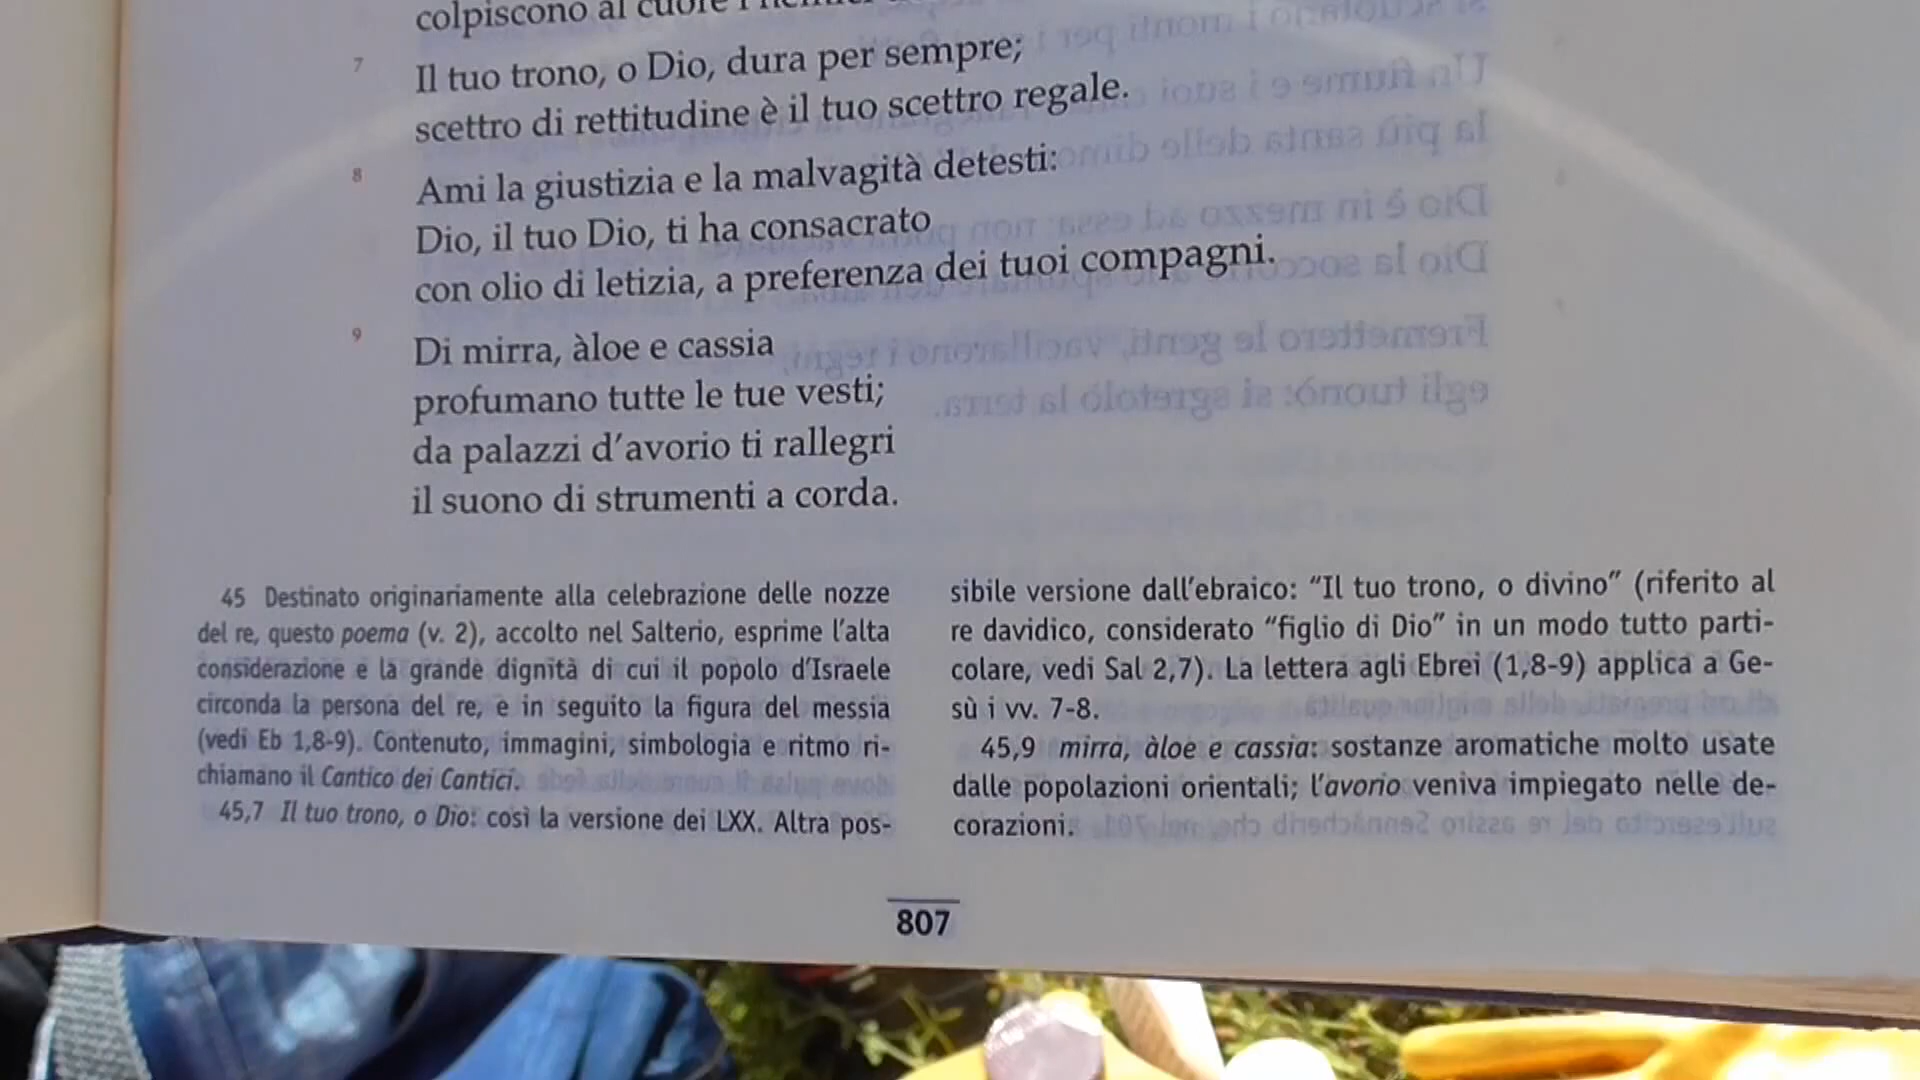 colpiscono al cuore i nemici
7 Il tuo trono, o Dio, dura per sempre;
scettro di rettitudine è il tuo scettro regale.
8 Ami la giustizia e la malvagità detesti:
Dio, il tuo Dio, ti ha consacrato
con olio di letizia, a preferenza dei tuoi compagni.
9 Di mirra, àloe e cassia
profumano tutte le tue vesti;
da palazzi d’avorio ti rallegri
il suono di strumenti a corda.
45 Destinato originariamente alla celebrazione delle nozze
del re, questo poema (v. 2), accolto nel Salterio, esprime l’alta
considerazione e la grande dignità di cui il popolo d’Israele
circonda la persona del re, e in seguito la figura del messia
(vedi Eb 1,8-9). Contenuto, immagini, simbologia e ritmo ri-
chiamano il Cantico dei Cantici.
45,7 Il tuo trono, o Dio: così la versione dei LXX. Altra pos-
sibile versione dall’ebraico: “Il tuo trono, o divino” (riferito al
re davidico, considerato “figlio di Dio” in un modo tutto parti-
colare, vedi Sal 2,7). La lettera agli Ebrei (1,8-9) applica a Ge-
sù i vv. 7-8.
45,9 mirra, àloe e cassia: sostanze aromatiche molto usate
dalle popolazioni orientali; l’avorio veniva impiegato nelle de-
corazioni.
807